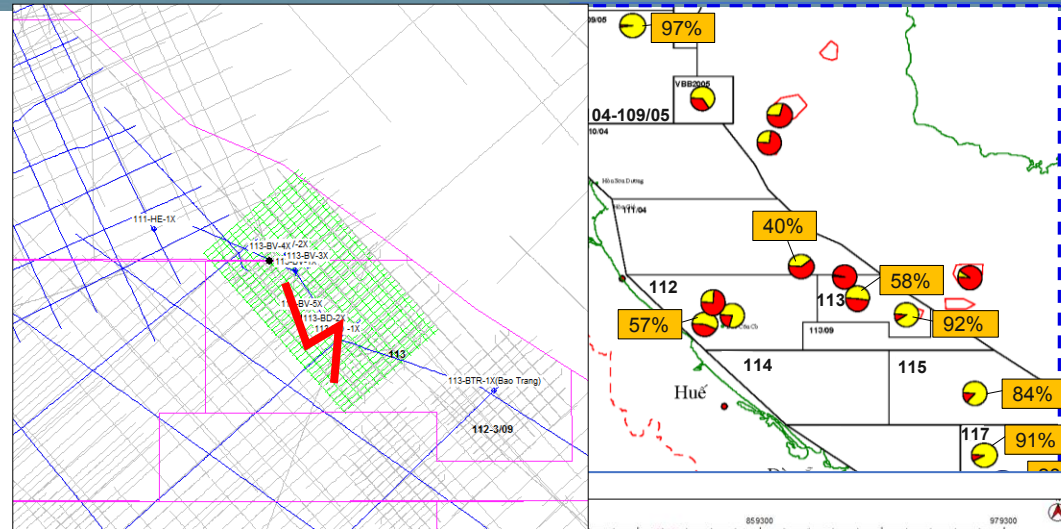 111-HE-1X
113-BV-4X
-2X
113-BV-3X
-BV-5X
113-BD-2X
-1X
113
113-BTR-1X(Bao Trang)
112-3/09
09/05
97%
VBB2005
04-109/05
10/04
Hòn Sơn Dương
111/04
40%
112
113
58%
57%
92%
113/09
114
115
Huế
84%
117
91%
859300
979300